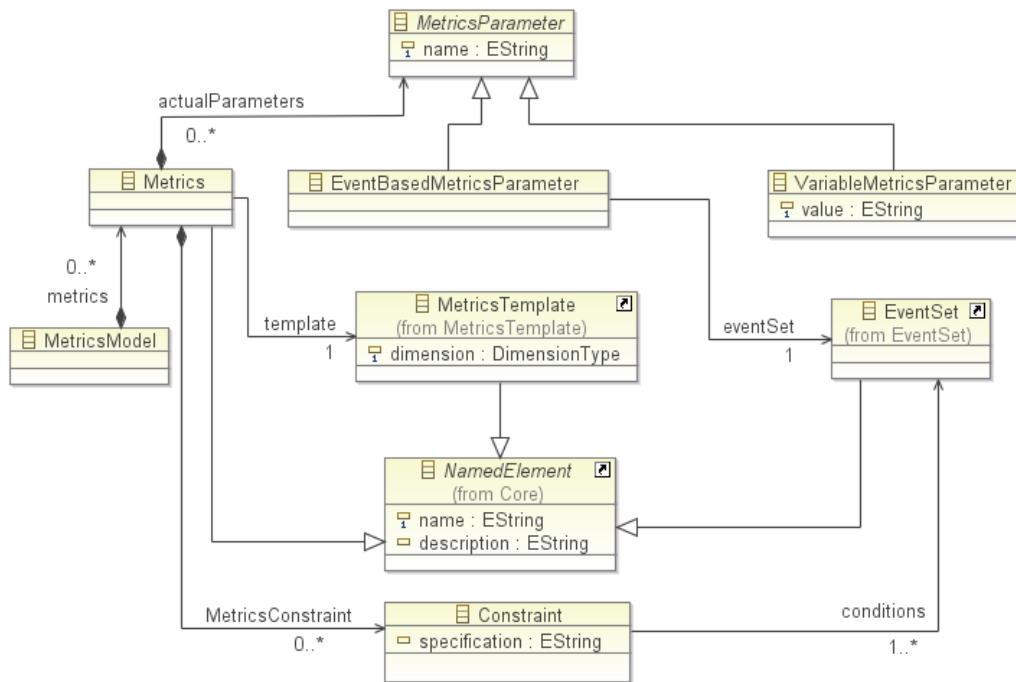 MetricsParameter
name : EString
actualParameters
0..*
Metrics
EventBasedMetricsParameter
VariableMetricsParameter
value : EString
0..*
metrics
MetricsModel
template
1
MetricsTemplate
(from MetricsTemplate)
dimension : DimensionType
eventSet
1
EventSet
(from EventSet)
NamedElement
(from Core)
name : EString
description : EString
MetricsConstraint
0..*
Constraint
specification : EString
conditions
1..*